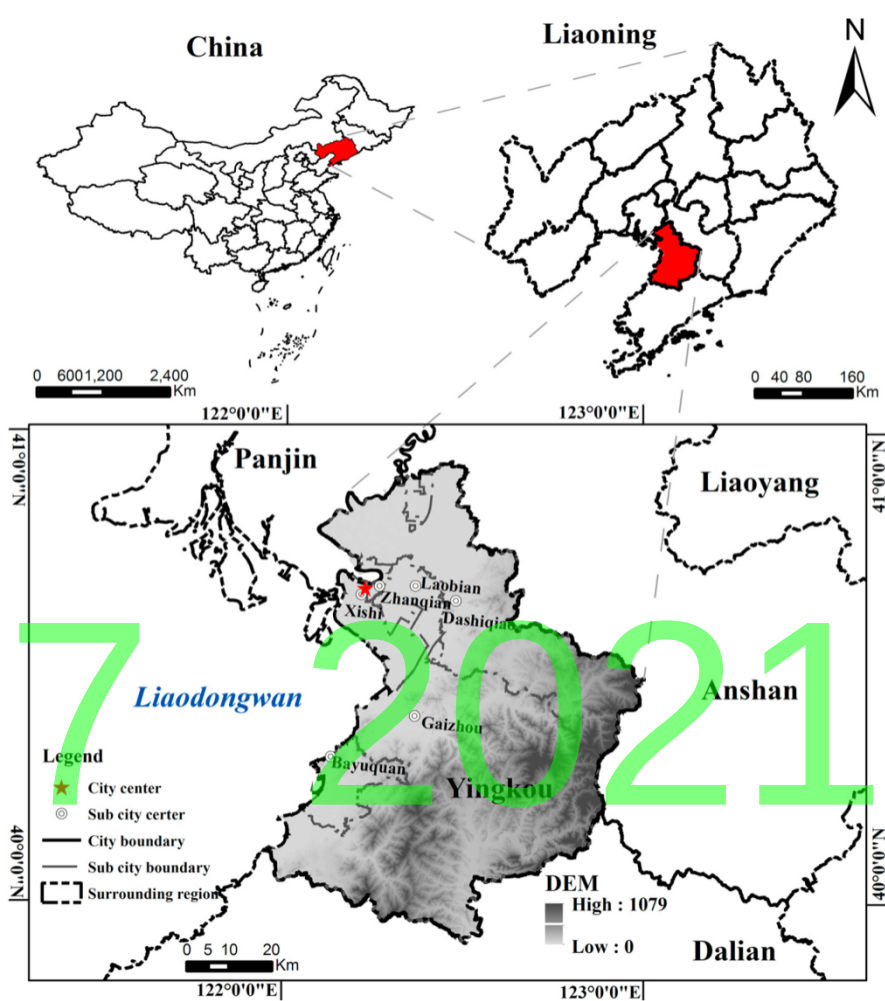 China
Liaoning
N
0 6001,200 2,400
Km
0 40 80 160
Km
122°0'0"E 123°0'0"E
41°0'0"N 41°0'0"N
Panjin
Liaoyang
Laobian
Zhanqian
Xishi
Dashiqiao
7 2021
Liaodongwan
Anshan
Gaizhou
Bayuquan
Yingkou
Legend
City center
Sub city certer
City boundary
Sub city boundary
Surrounding region
40°0'0"N 40°0'0"N
DEM
High : 1079
Low : 0
Dalian
0 5 10 20
Km
122°0'0"E 123°0'0"E